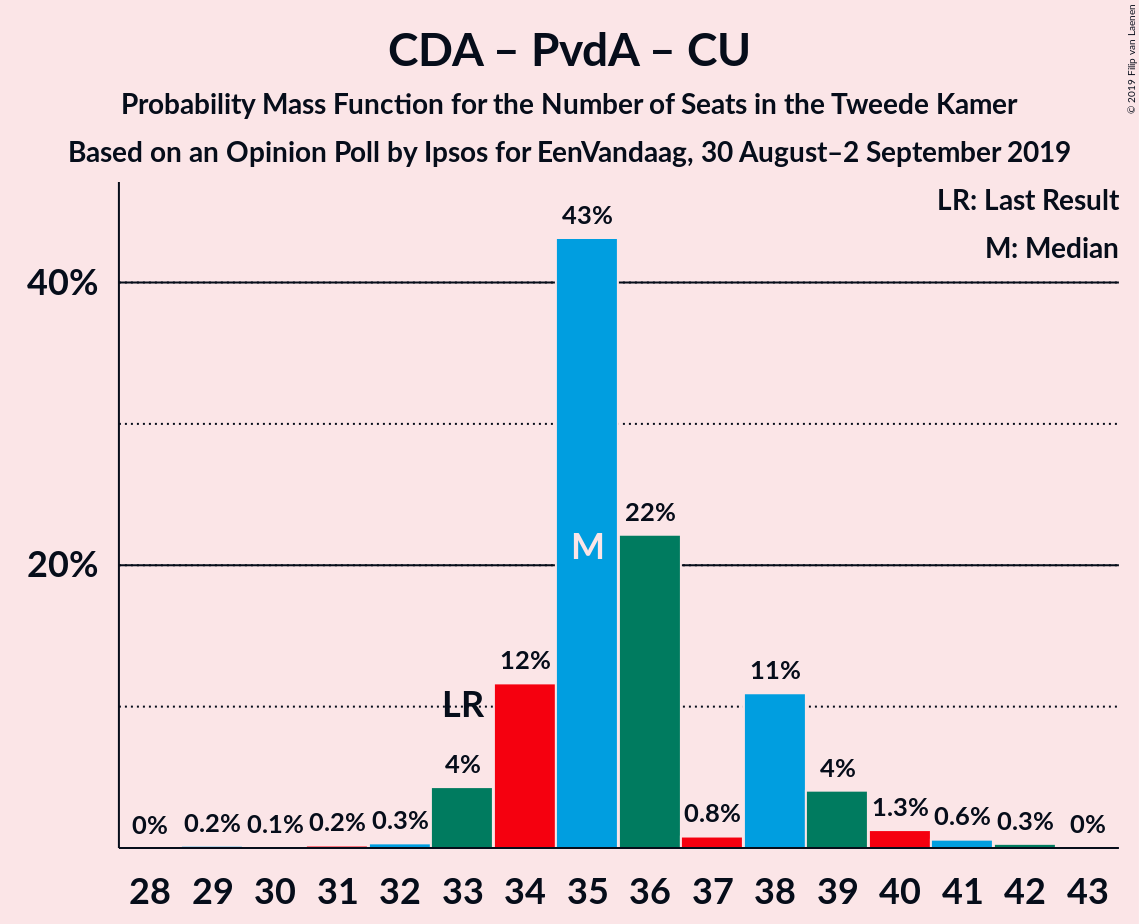 CDA – PvdA – CU
Probability Mass Function for the Number of Seats in the Tweede Kamer
Based on an Opinion Poll by Ipsos for EenVandaag, 30 August–2 September 2019
© 2019 Filip van Laenen
LR: Last Result
M: Median
40%
20%
43%
M
22%
12%
11%
LR
4%
4%
0%
0.2%
0.1%
0.2%
0.3%
0.8%
1.3%
0.6%
0.3%
0%
28 29 30 31 32 33 34 35 36 37 38 39 40 41 42 43